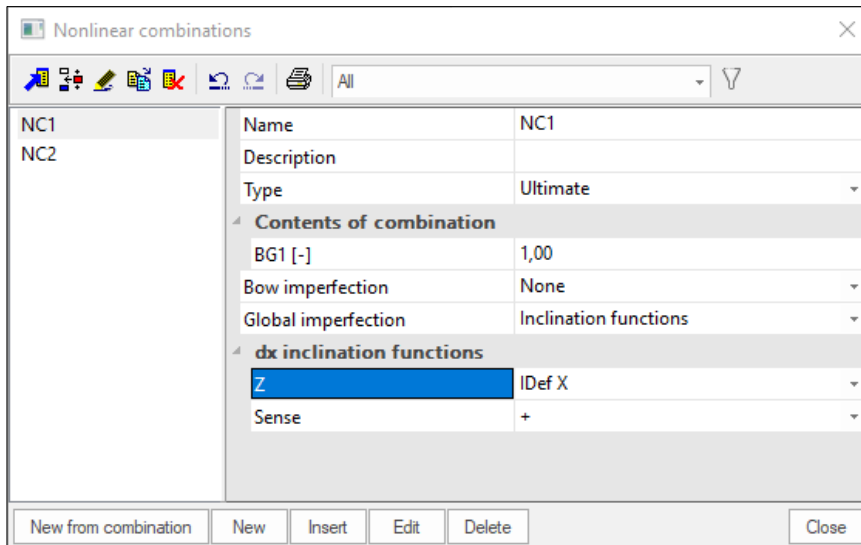 Nonlinear combinations
All
NC1
NC2
Name NC1
Description
Type Ultimate
Contents of combination
BG1 [-] 1,00
Bow imperfection None
Global imperfection Inclination functions
dx inclination functions
Z IDef X
Sense +
New from combination New Insert Edit Delete Close